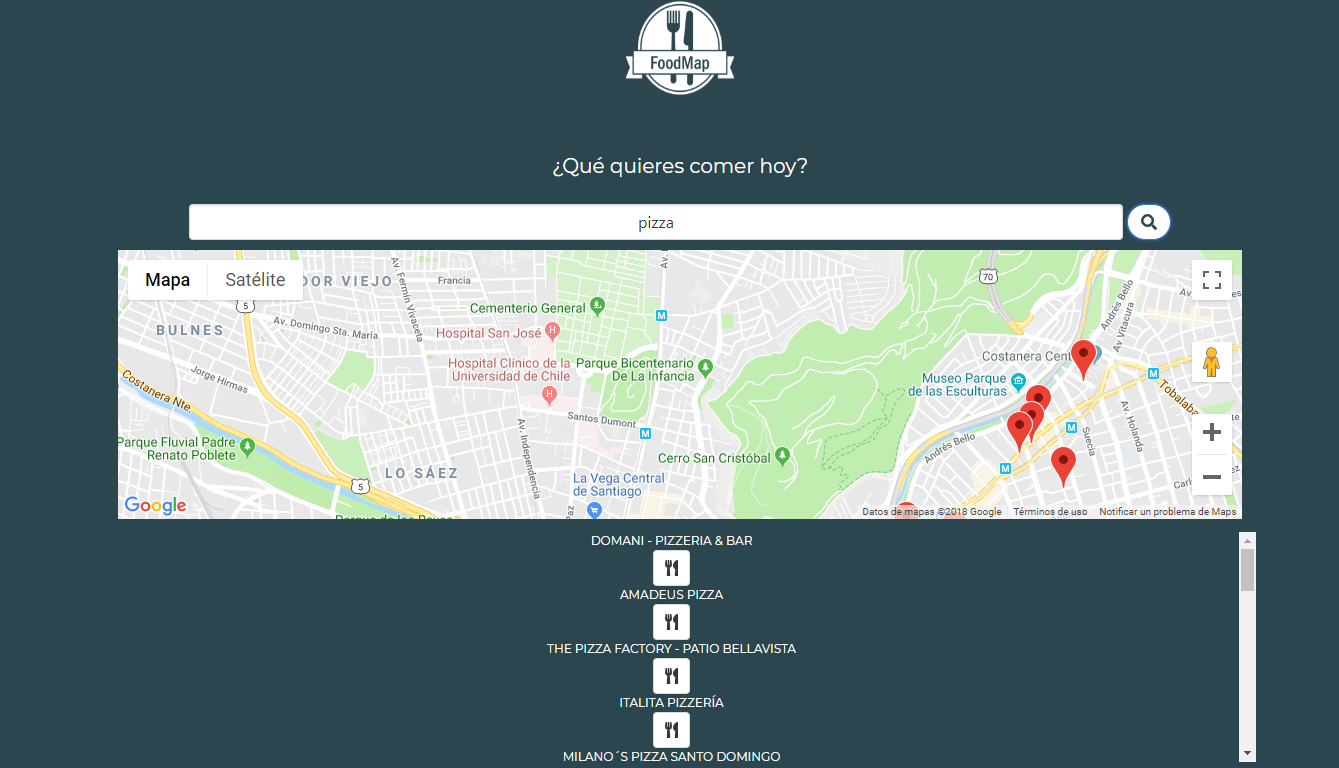 FoodMap
¿Qué quieres comer hoy?
pizza
Mapa
Satélite
DOR VIEJO
Francia
Av. Fermín Vivaceta
Av.
5
Cementerio General
M
70
Andrés Bello
Av Vitacura
BULNES
Av. Domingo Sta. María
Hospital San José
H
Costanera Cent
Hospital Clínico de la
Universidad de Chile
Parque Bicentenario
De La Infancia
Jorge Hirmas
Costanera Nte.
H
Museo Parque
de las Esculturas
M
Tobalaba
Santos Dumont
Av. Independencia
M
Av. Holanda
Suecia
M
Parque Fluvial Padre
Renato Poblete
Andrés Bello
Cerro San Cristóbal
M
LO SÁEZ
5
La Vega Central
de Santiago
Google
Datos de mapas ©2018 Google
Términos de uso
Notificar un problema de Maps
DOMANI - PIZZERIA & BAR
AMADEUS PIZZA
THE PIZZA FACTORY - PATIO BELLAVISTA
ITALITA PIZZERÍA
MILANO´S PIZZA SANTO DOMINGO